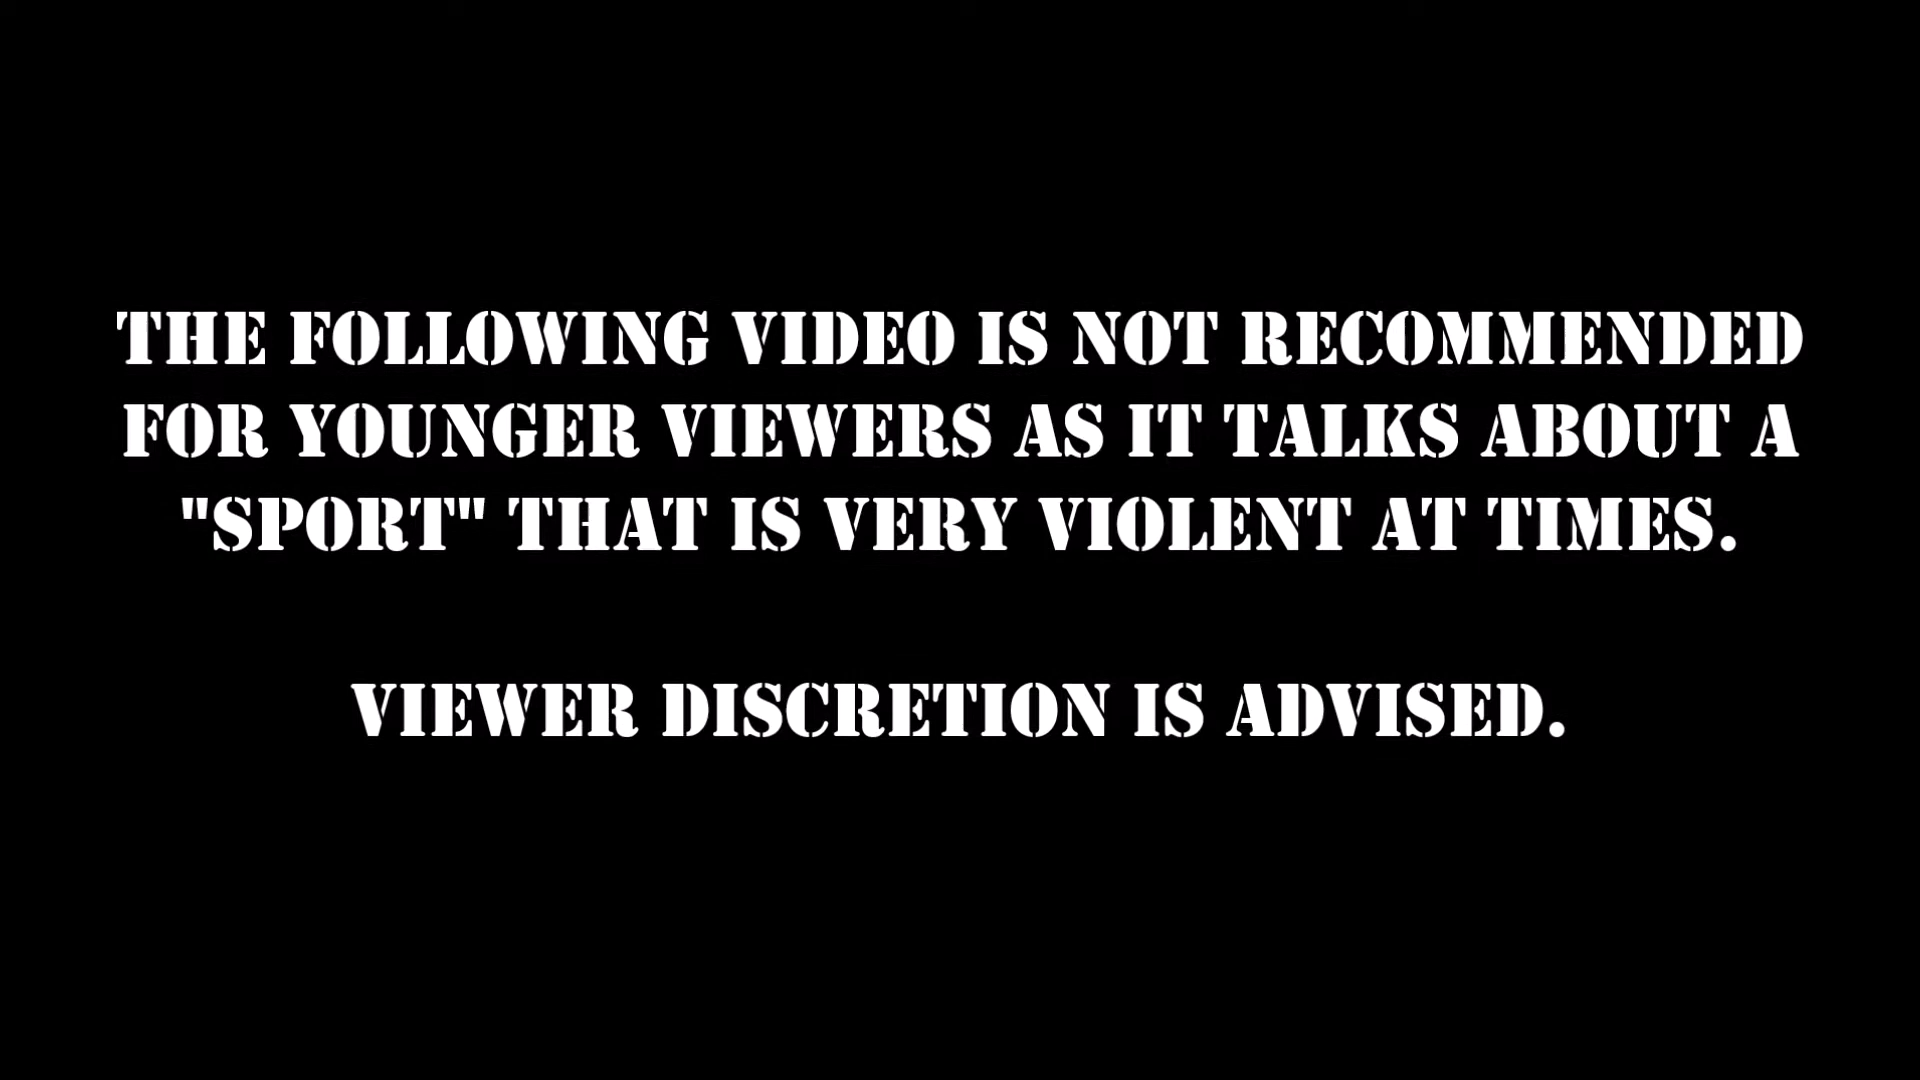 THE FOLLOWING VIDEO IS NOT RECOMMENDED
FOR YOUNGER VIEWERS AS IT TALKS ABOUT A
"SPORT" THAT IS VERY VIOLENT AT TIMES.
VIEWER DISCRETION IS ADVISED.